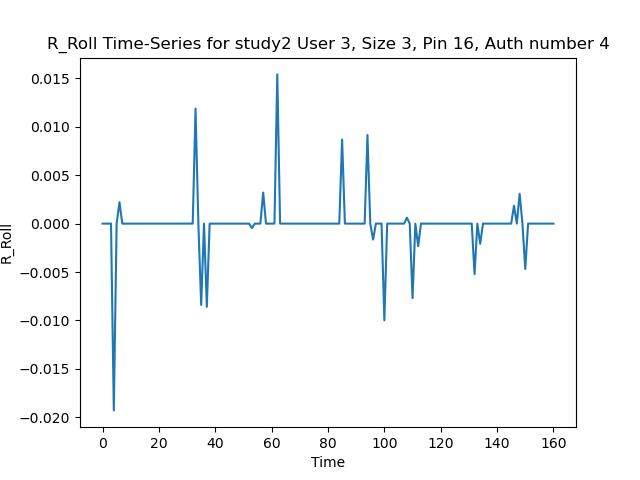 R_Roll Time-Series for study2 User 3, Size 3, Pin 16, Auth number 4
0.015
0.010
0.005
0.000
−0.005
−0.010
−0.015
−0.020
R_Roll
0 20 40 60 80 100 120 140 160
Time